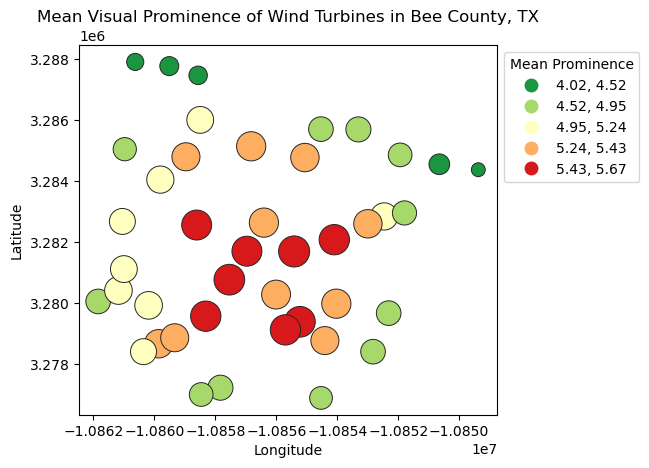 Mean Visual Prominence of Wind Turbines in Bee County, TX
1e6
3.288
3.286
3.284
3.282
3.280
3.278
Latitude
−1.0862 −1.0860 −1.0858 −1.0856 −1.0854 −1.0852 −1.0850
1e7
Longitude
Mean Prominence
4.02, 4.52
4.52, 4.95
4.95, 5.24
5.24, 5.43
5.43, 5.67